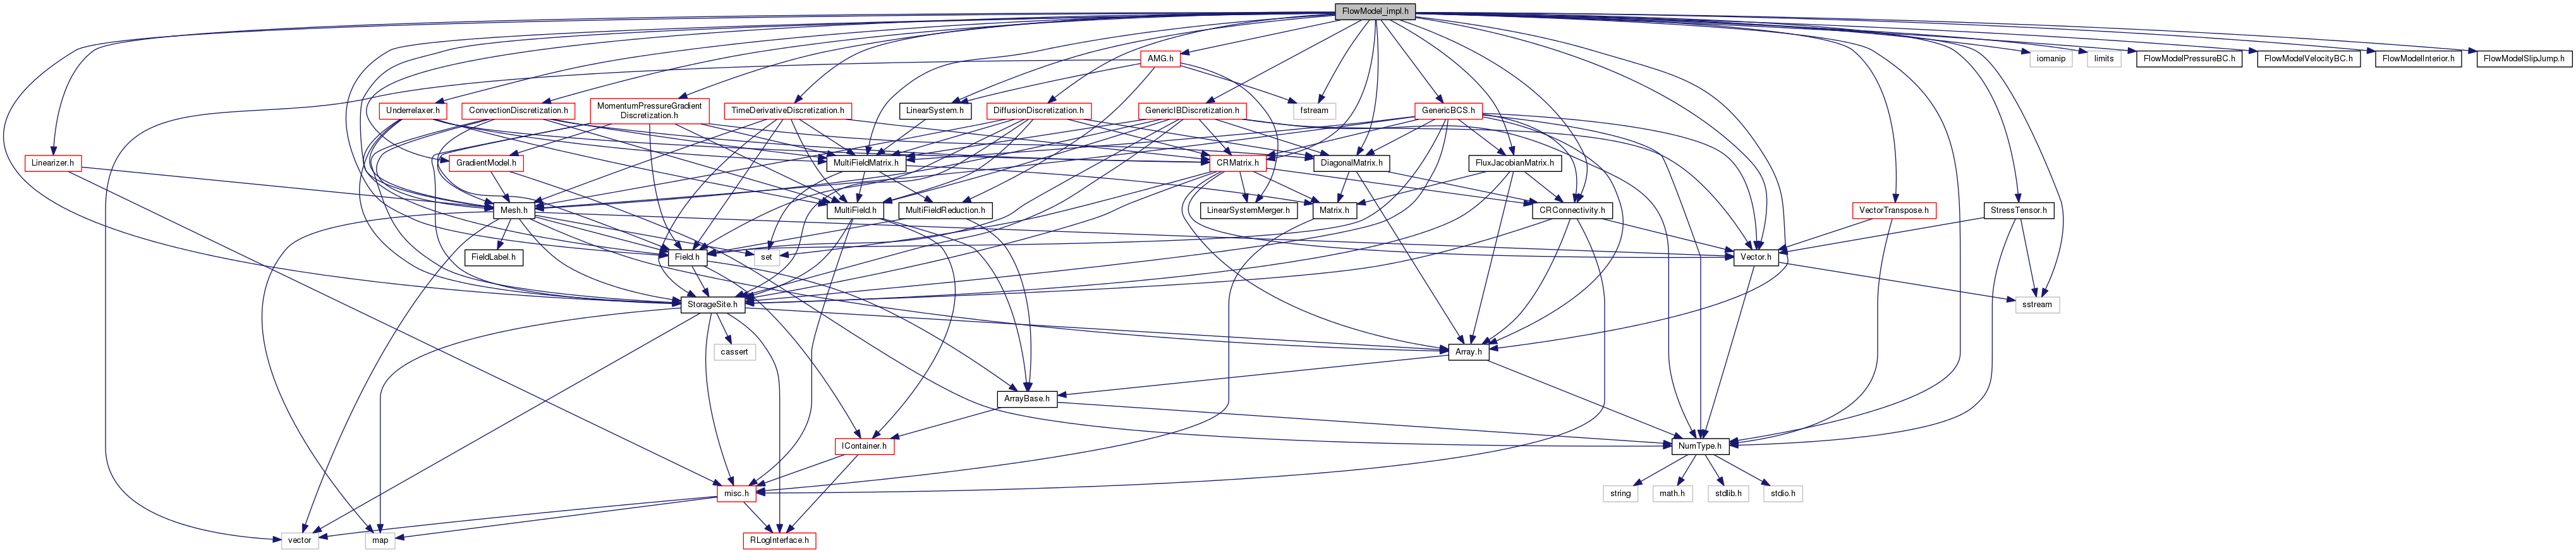 FlowModel_impl.h
AMG.h
iomanip
limits
FlowModelPressureBC.h
FlowModelVelocityBC.h
FlowModelInterior.h
FlowModelSlipJump.h
Underrelaxer.h
ConvectionDiscretization.h
MomentumPressureGradient
Discretization.h
TimeDerivativeDiscretization.h
LinearSystem.h
DiffusionDiscretization.h
GenericIBDiscretization.h
fstream
GenericBCS.h
Linearizer.h
GradientModel.h
MultiFieldMatrix.h
CRMatrix.h
DiagonalMatrix.h
FluxJacobianMatrix.h
Mesh.h
MultiField.h
MultiFieldReduction.h
LinearSystemMerger.h
Matrix.h
CRConnectivity.h
VectorTranspose.h
StressTensor.h
FieldLabel.h
Field.h
set
Vector.h
StorageSite.h
sstream
cassert
Array.h
ArrayBase.h
IContainer.h
NumType.h
misc.h
string
math.h
stdlib.h
stdio.h
vector
map
RLogInterface.h